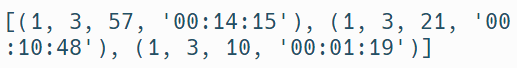 [(1, 3, 57, '00:14:15'), (1, 3, 21, '00
:10:48'), (1, 3, 10, '00:01:19')]